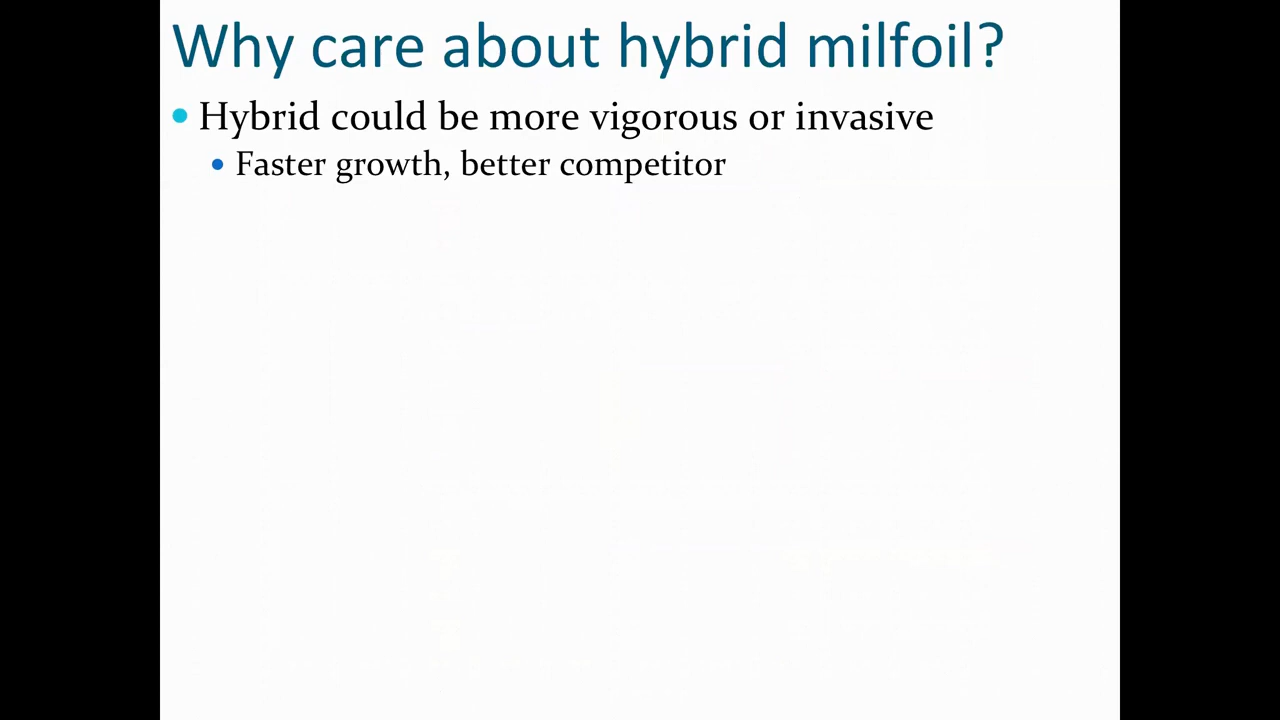 Why care about hybrid milfoil?
• Hybrid could be more vigorous or invasive
• Faster growth, better competitor